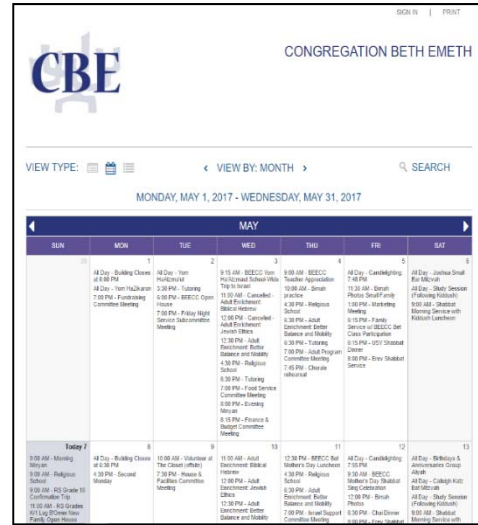 SIGN IN | PRINT
CBE
CONGREGATION BETH EMETH
VIEW TYPE:
‹ VIEW BY: MONTH ›
SEARCH
MONDAY, MAY 1, 2017 - WEDNESDAY, MAY 31, 2017
MAY
SUN MON TUE WED THU FRI SAT
1
All Day - Building Closes
at 6:00 PM
All Day - Yom HaZikaron
7:00 PM - Fundraising
Committee Meeting
2
All Day - Yom
HaAtzmaut
3:30 PM - Tutoring
6:00 PM - BEECC Open
House
7:00 PM - Friday Night
Service Subcommittee
Meeting
3
9:15 AM - BEECC Yom
Ha'Atzmaut School-Wide
Trip to Israel
11:00 AM - Cancelled -
Adult Enrichment:
Biblical Hebrew
12:00 PM - Cancelled -
Adult Enrichment:
Jewish Ethics
12:30 PM - Adult
Enrichment: Better
Balance and Mobility
4:30 PM - Religious
School
6:30 PM - Tutoring
7:00 PM - Food Service
Committee Meeting
8:00 PM - Evening
Minyan
8:15 PM - Finance &
Budget Committee
Meeting
4
9:00 AM - BEECC
Teacher Appreciation
10:00 AM - Bimah
practice
4:30 PM - Religious
School
6:30 PM - Adult
Enrichment: Better
Balance and Mobility
6:30 PM - Tutoring
7:00 PM - Adult Program
Committee Meeting
7:45 PM - Chorale
rehearsal
5
All Day - Candlelighting:
7:48 PM
11:30 AM - Bimah
Photos Small Family
1:00 PM - Marketing
Meeting
6:15 PM - Family
Service w/ BEECC Bet
Class Participation
6:15 PM - USY Shabbat
Dinner
8:00 PM - Erev Shabbat
Service
6
All Day - Joshua Small
Bar Mitzvah
All Day - Study Session
(Following Kiddush)
9:00 AM - Shabbat
Morning Service with
Kiddush Luncheon
Today 7
9:00 AM - Morning
Minyan
9:00 AM - Religious
School
9:00 AM - RS Grade 10
Confirmation Trip
11:00 AM - RS Grades
Family Open House
8
All Day - Building Closes
at 6:30 PM
4:30 PM - Second
Monday
9
10:00 AM - Volunteer at
The Closet (offsite)
7:30 PM - House &
Facilities Committee
Meeting
10
11:00 AM - Adult
Enrichment: Biblical
Hebrew
12:00 PM - Adult
Enrichment: Jewish
Ethics
12:30 PM - Adult
Enrichment: Better
Balance and Mobility
11
12:30 PM - BEECC Bet
Mother's Day Luncheon
4:30 PM - Religious
School
6:30 PM - Adult
Enrichment: Better
Balance and Mobility
7:00 PM - Israel Support
Committee Meeting
12
All Day - Candlelighting:
7:55 PM
9:30 AM - BEECC
Mother's Day Shabbat
Sing Celebration
12:00 PM - Bimah
Photos
6:30 PM - Chai Dinner
8:00 PM - Erev Shabbat
13
All Day - Birthdays &
Anniversaries Group
Aliyah
All Day - Calleigh Katz
Bat Mitzvah
All Day - Study Session
(Following Kiddush)
9:00 AM - Shabbat
Morning Service with